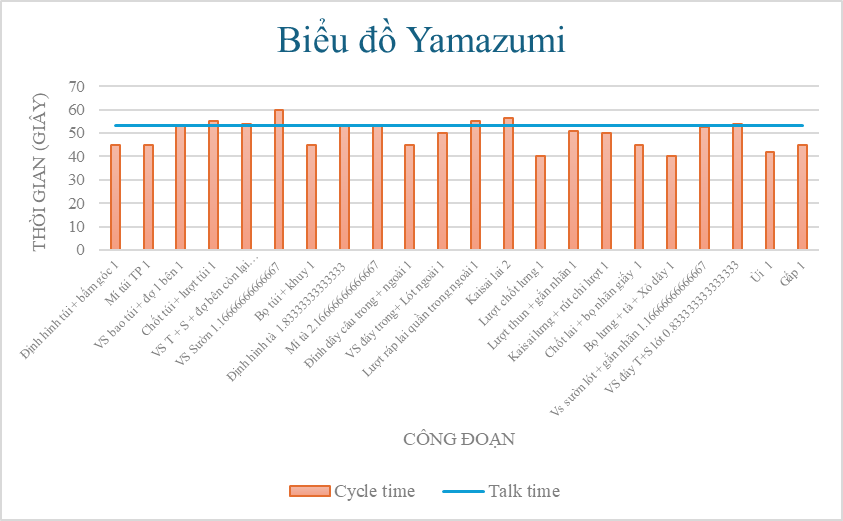 Biểu đồ Yamazumi
THỜI GIAN (GIÂY)
70
60
50
40
30
20
10
0
Định hình túi + bấm góc 1
Mí túi TP 1
VS bao túi + đợ 1 bên 1
Chốt túi + lượt túi 1
VS T + S + đợ bên còn lại…
VS Sườn 1.16666666666667
Bọ túi + khuy 1
Định hình tà 1.83333333333333
Mí tà 2.16666666666667
Đính dây câu trong + ngoài 1
VS đáy trong + Lót ngoài 1
Lượt ráp lai quần trong ngoài 1
Kaisai lai 2
Lượt chốt lưng 1
Lượt thun + gắn nhãn 1
Kaisai lưng + rút chỉ lượt 1
Chốt lai + bọ nhãn giấy 1
Bọ lưng + tà + Xỏ dây 1
Vs sườn lót + gắn nhãn 1.16666666666667
VS đáy T+S lót 0.833333333333333
Ủi 1
Gấp 1
CÔNG ĐOẠN
Cycle time
Talk time